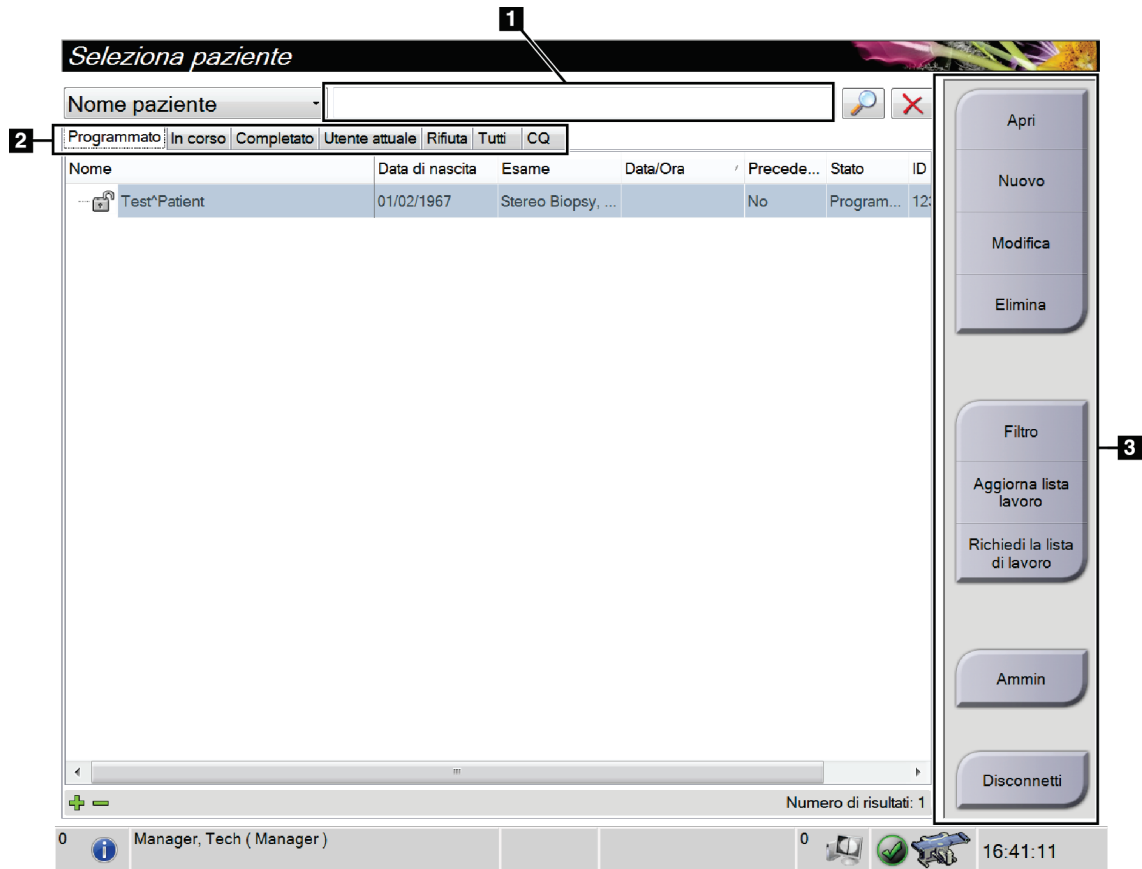 1
Seleziona paziente
Nome paziente
2
Programmato In corso Completato Utente attuale Rifiuta Tutti CQ
Nome Data di nascita Esame Data/Ora Precede... Stato ID
Test^Patient 01/02/1967 Stereo Biopsy, ... No Program... 123
Apri
Nuovo
Modifica
Elimina
Filtro
3
Aggiorna lista
lavoro
Richiedi la lista
di lavoro
Ammin
Disconnetti
Numero di risultati: 1
0 Manager, Tech ( Manager ) 0 16:41:11